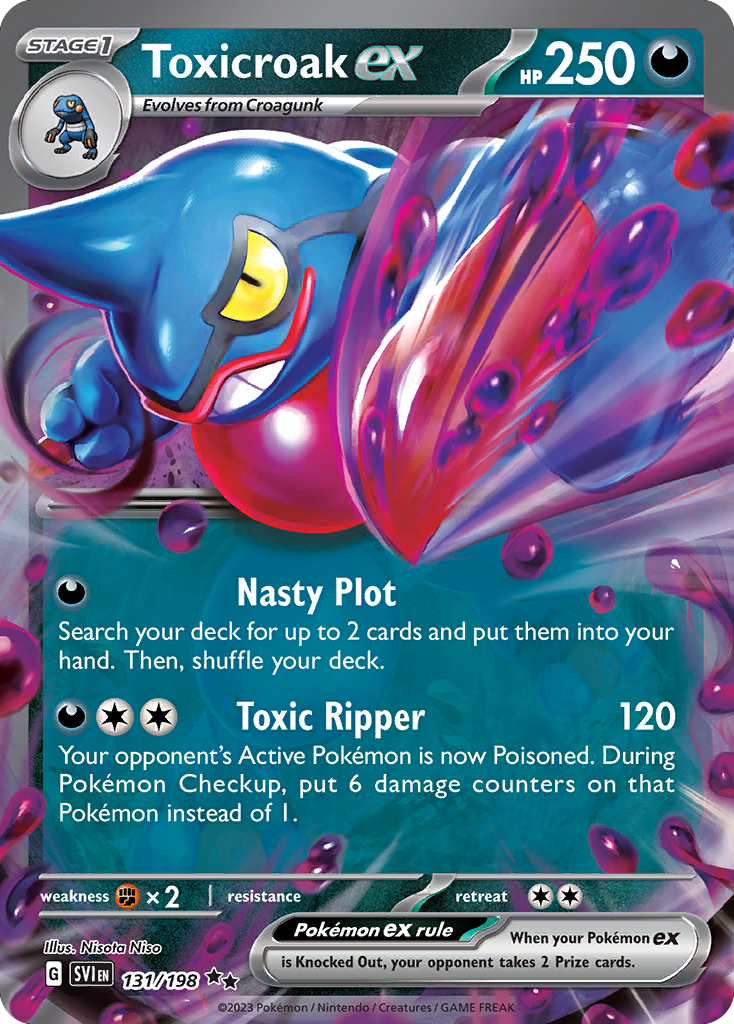 STAGE1
Toxicroak ex
HP 250
Evolves from Croagunk
Nasty Plot
Search your deck for up to 2 cards and put them into your
hand. Then, shuffle your deck.
Toxic Ripper 120
Your opponent's Active Pokémon is now Poisoned. During
Pokémon Checkup, put 6 damage counters on that
Pokémon instead of 1.
weakness ×2 resistance retreat
Illus. Nisota Niso
Pokémon ex rule
When your Pokémon ex
is Knocked Out, your opponent takes 2 Prize cards.
G SVI EN 131/198
©2023 Pokémon / Nintendo / Creatures / GAME FREAK